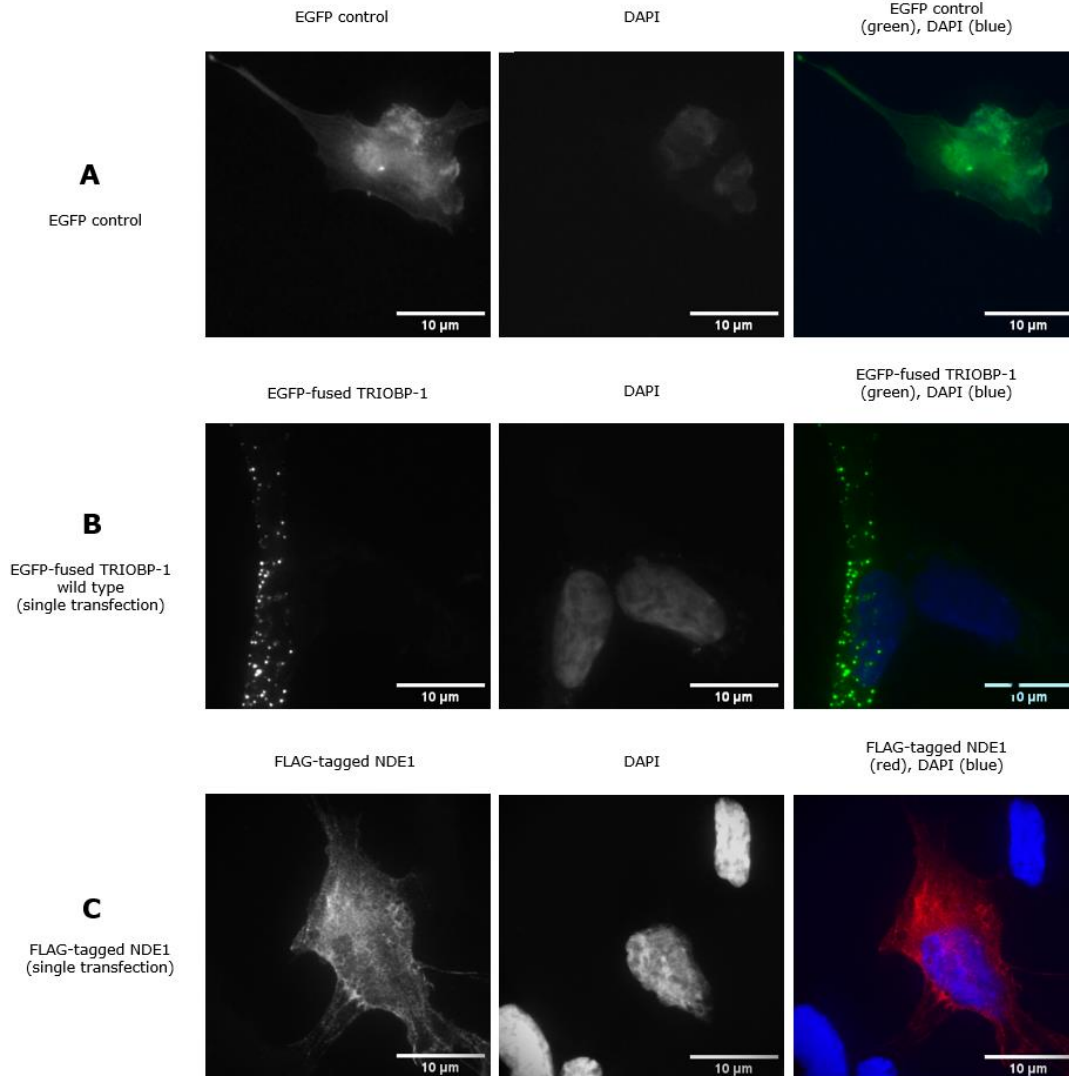 EGFP control
DAPI
EGFP control
(green), DAPI (blue)
A
EGFP control
10 µm
10 µm
10 µm
EGFP-fused TRIOBP-1
DAPI
EGFP-fused TRIOBP-1
(green), DAPI (blue)
B
EGFP-fused TRIOBP-1
wild type
(single transfection)
10 µm
10 µm
10 µm
FLAG-tagged NDE1
DAPI
FLAG-tagged NDE1
(red), DAPI (blue)
C
FLAG-tagged NDE1
(single transfection)
10 µm
10 µm
10 µm